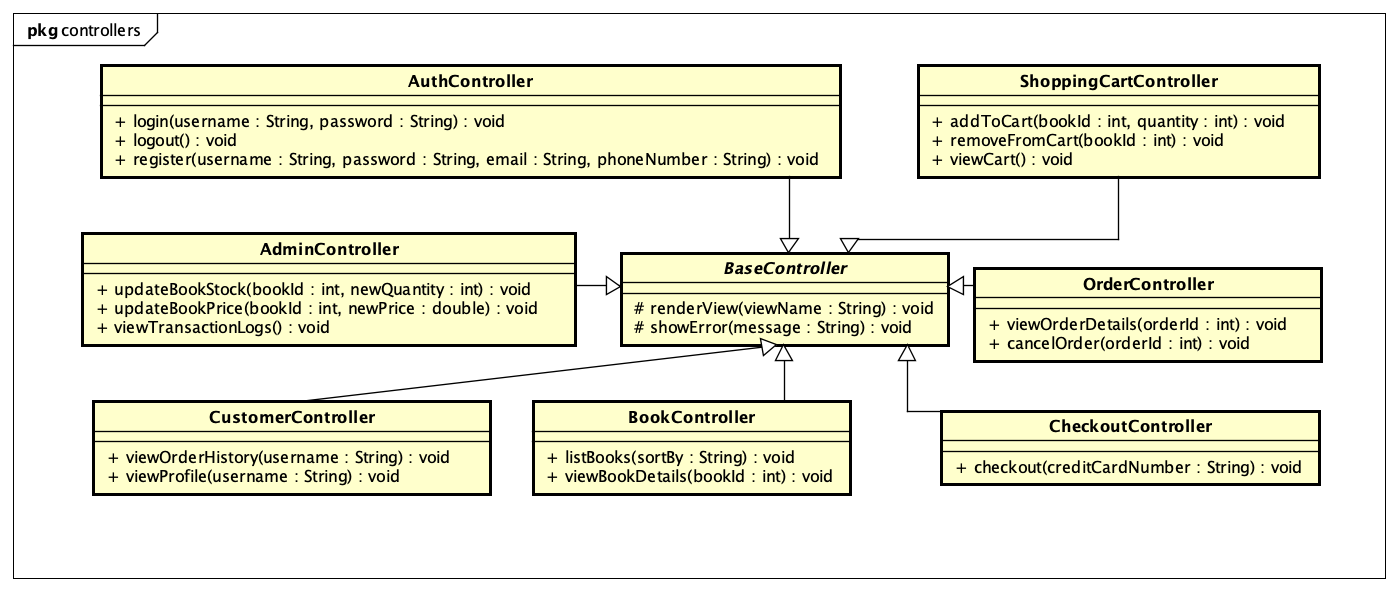 pkg controllers
AuthController
+ login(username : String, password : String) : void
+ logout() : void
+ register(username : String, password : String, email : String, phoneNumber : String) : void
ShoppingCartController
+ addToCart(bookId : int, quantity : int) : void
+ removeFromCart(bookId : int) : void
+ viewCart() : void
AdminController
+ updateBookStock(bookId : int, newQuantity : int) : void
+ updateBookPrice(bookId : int, newPrice : double) : void
+ viewTransactionLogs() : void
BaseController
# renderView(viewName : String) : void
# showError(message : String) : void
OrderController
+ viewOrderDetails(orderId : int) : void
+ cancelOrder(orderId : int) : void
CustomerController
+ viewOrderHistory(username : String) : void
+ viewProfile(username : String) : void
BookController
+ listBooks(sortBy : String) : void
+ viewBookDetails(bookId : int) : void
CheckoutController
+ checkout(creditCardNumber : String) : void